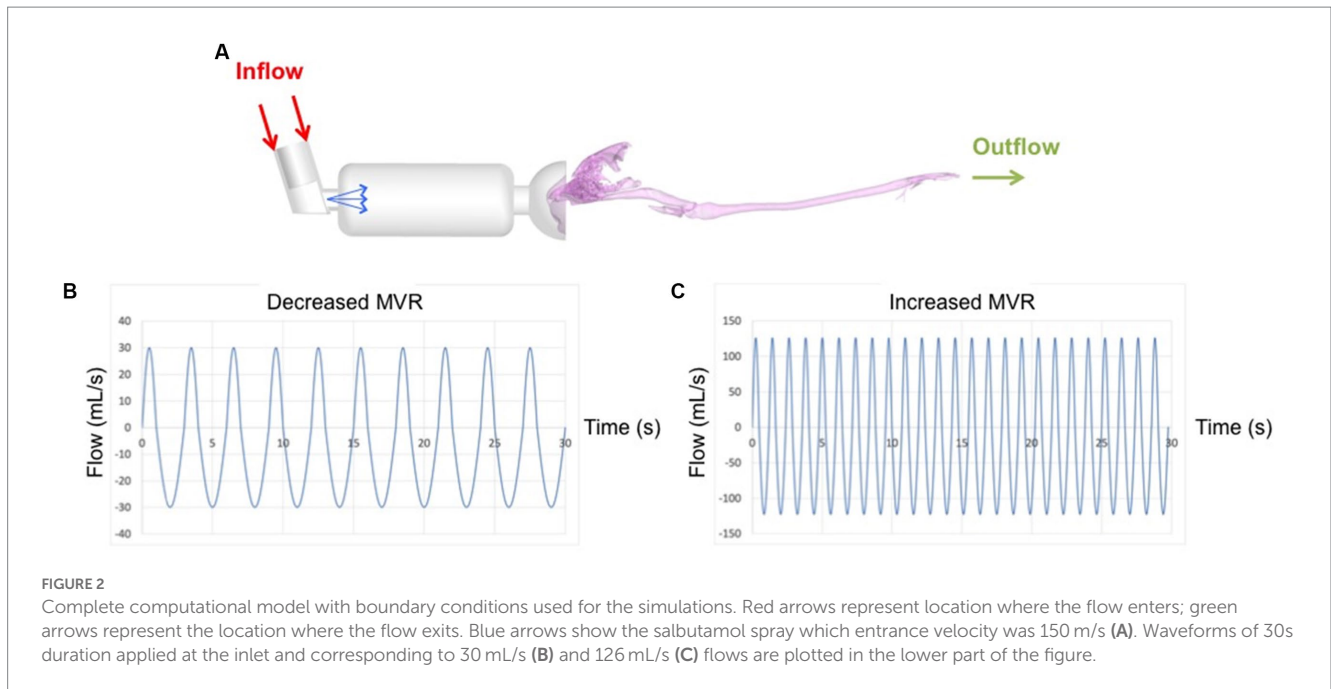 A
Inflow
Outflow
B
Decreased MVR
40
30
20
10
0
-10
-20
-30
-40
0
5
10
15
20
25
30
Flow (mL/s)
Time (s)
C
Increased MVR
150
100
50
0
-50
-100
-150
0
5
10
15
20
25
30
Flow (mL/s)
Time (s)
FIGURE 2
Complete computational model with boundary conditions used for the simulations. Red arrows represent location where the flow enters; green
arrows represent the location where the flow exits. Blue arrows show the salbutamol spray which entrance velocity was 150 m/s (A). Waveforms of 30s
duration applied at the inlet and corresponding to 30 mL/s (B) and 126 mL/s (C) flows are plotted in the lower part of the figure.